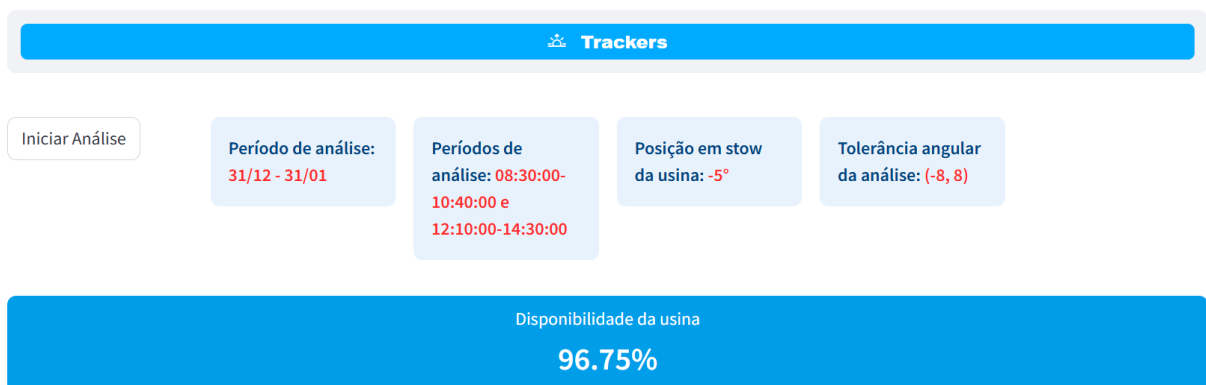 Trackers
Iniciar Análise
Período de análise:
31/12 - 31/01
Períodos de
análise: 08:30:00-
10:40:00 e
12:10:00-14:30:00
Posição em stow
da usina: -5°
Tolerância angular
da análise: (-8, 8)
Disponibilidade da usina
96.75%